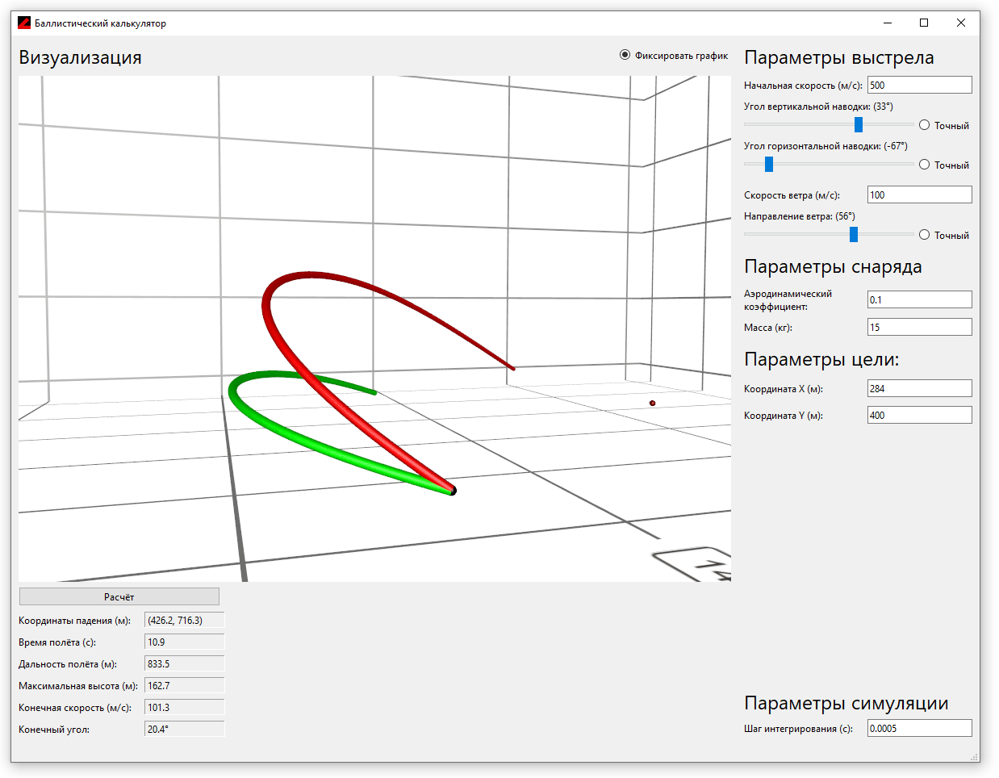 Баллистический калькулятор
Визуализация
Фиксировать график
Расчёт
Координаты падения (м): (426.2, 716.3)
Время полёта (с): 10.9
Дальность полёта (м): 833.5
Максимальная высота (м): 162.7
Конечная скорость (м/с): 101.3
Конечный угол: 20.4°
Параметры выстрела
Начальная скорость (м/с): 500
Угол вертикальной наводки: (33°)
Точный
Угол горизонтальной наводки: (-67°)
Точный
Скорость ветра (м/с): 100
Направление ветра: (56°)
Точный
Параметры снаряда
Аэродинамический
коэффициент: 0.1
Масса (кг): 15
Параметры цели:
Координата X (м): 284
Координата Y (м): 400
Параметры симуляции
Шаг интегрирования (с): 0.0005